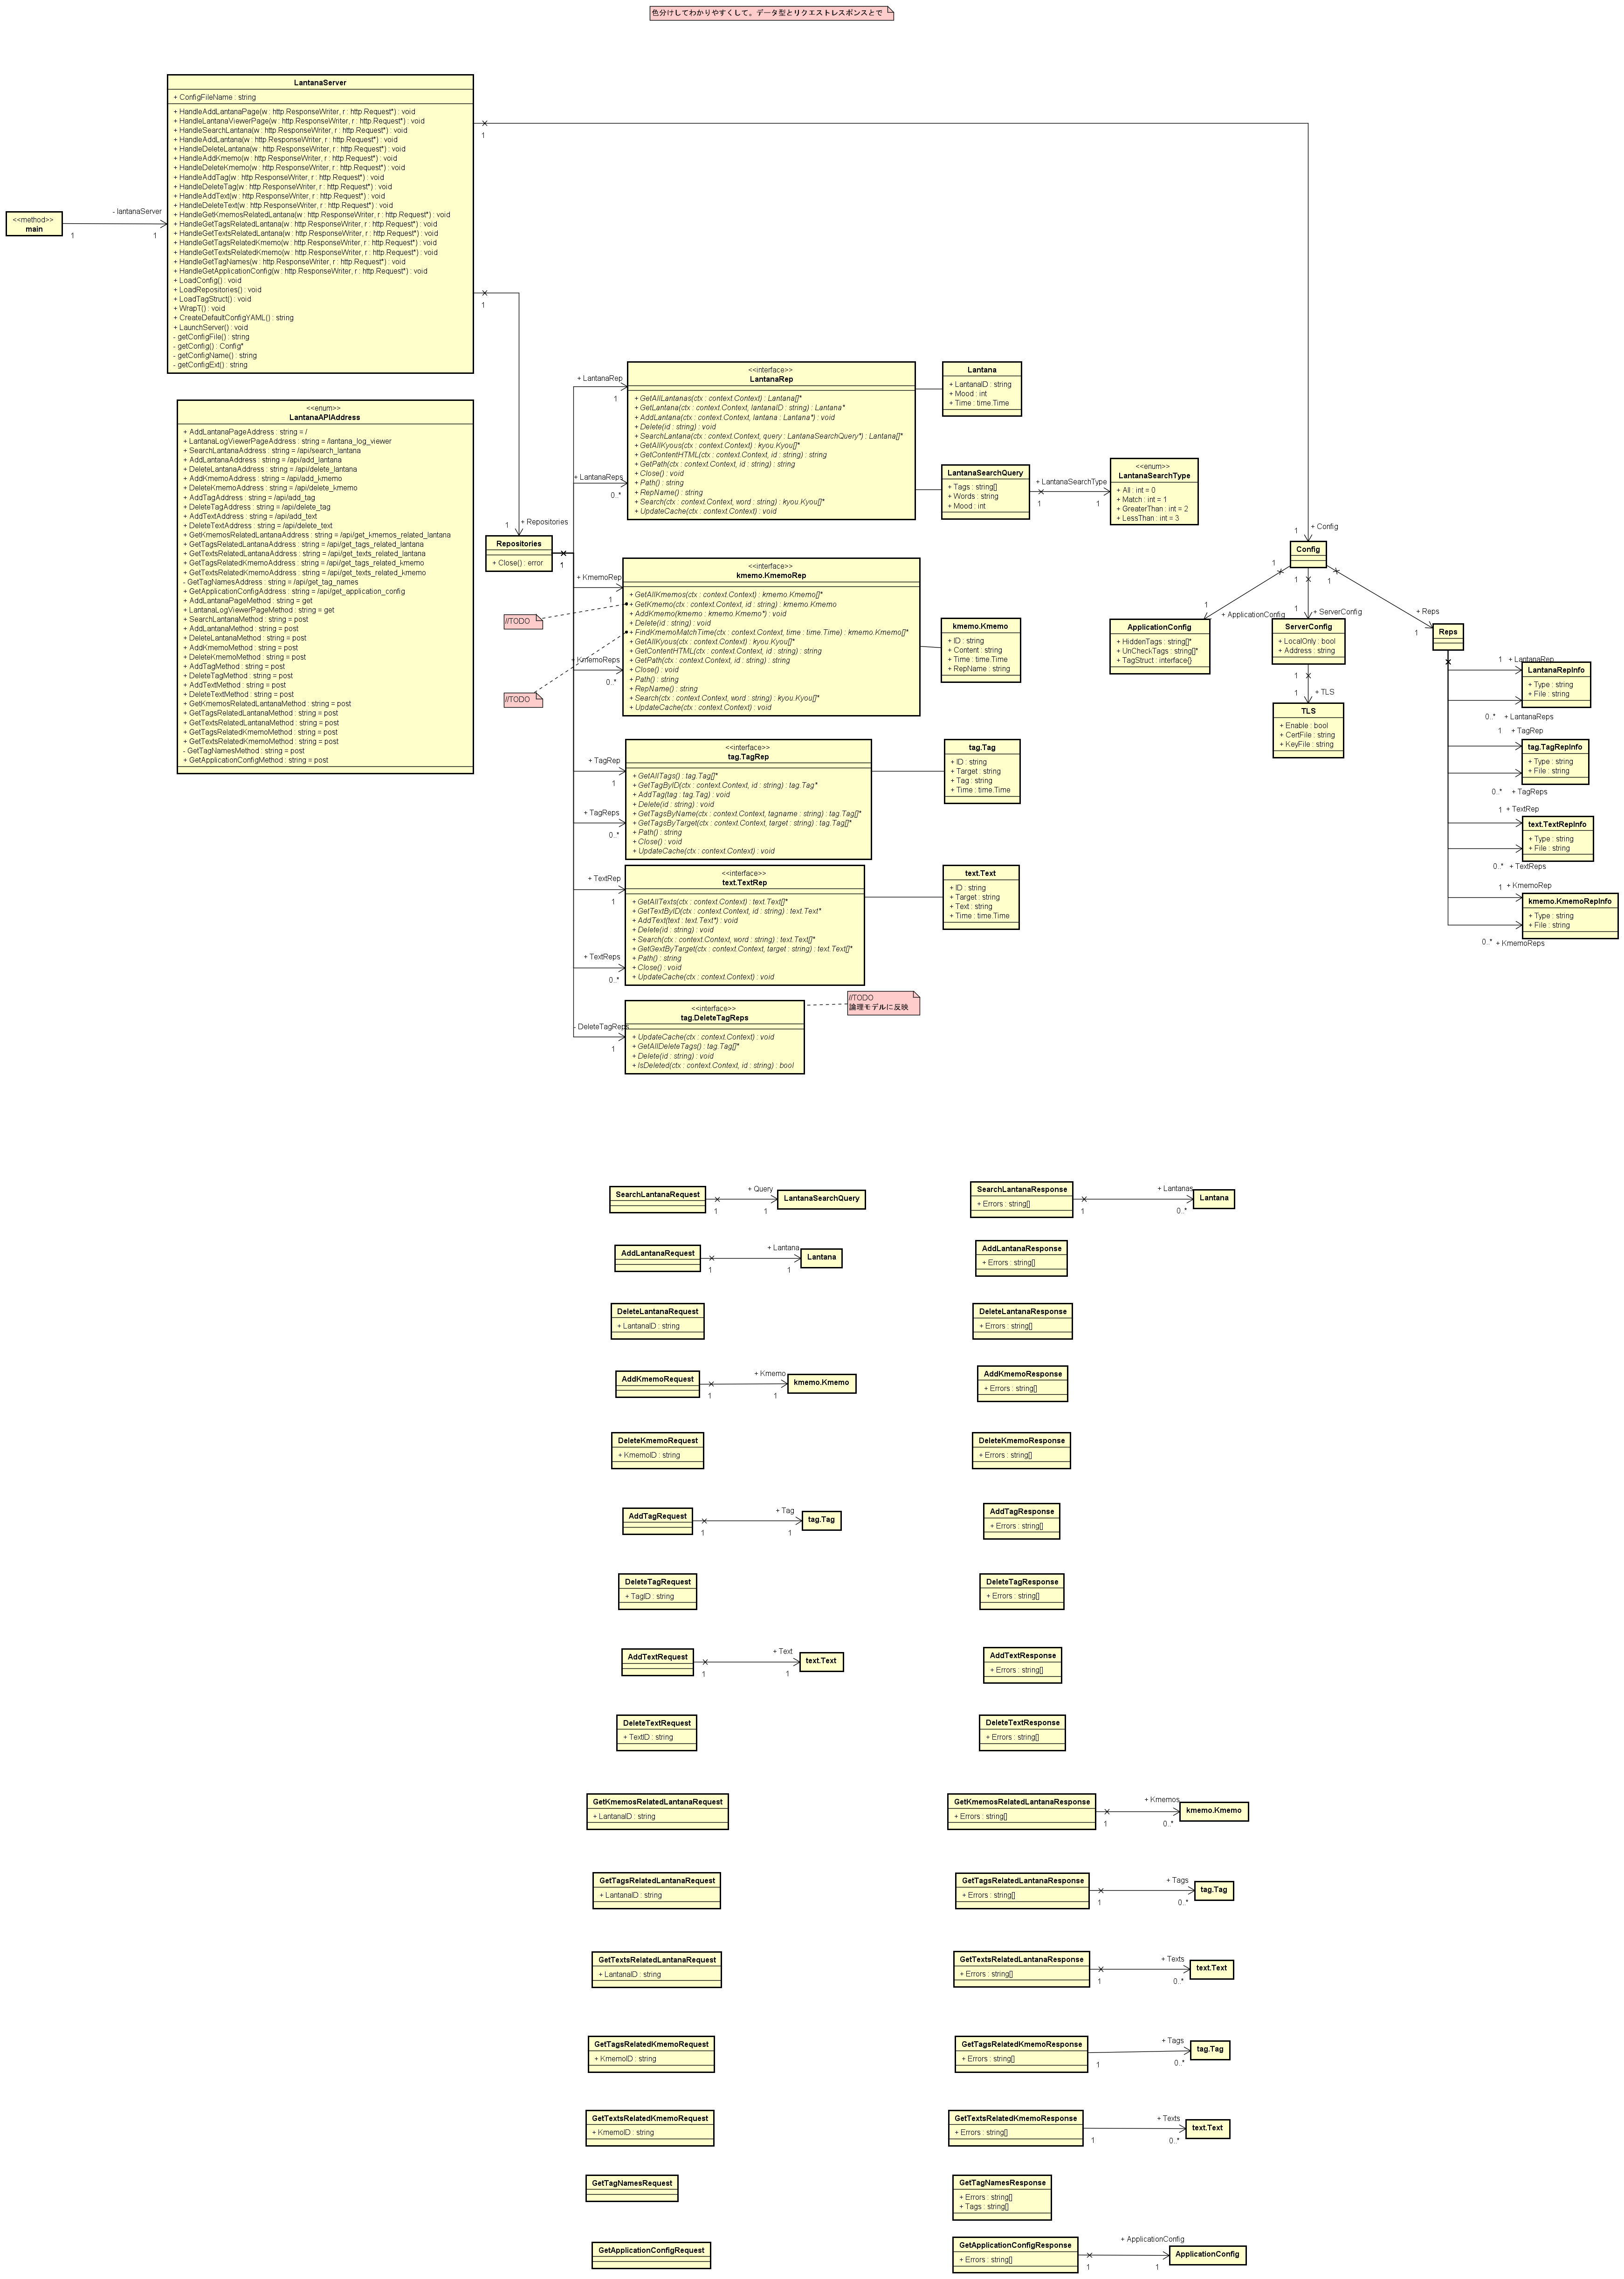 色分けしてわかりやすくして。データ型とリクエストレスポンスとで
LantanaServer
+ ConfigFileName : string
+ HandleAddLantanaPage(w : http.ResponseWriter, r : http.Request*) : void
+ HandleLantanaViewerPage(w : http.ResponseWriter, r : http.Request*) : void
+ HandleSearchLantana(w : http.ResponseWriter, r : http.Request*) : void
+ HandleAddLantana(w : http.ResponseWriter, r : http.Request*) : void
+ HandleDeleteLantana(w : http.ResponseWriter, r : http.Request*) : void
+ HandleAddKmemo(w : http.ResponseWriter, r : http.Request*) : void
+ HandleDeleteKmemo(w : http.ResponseWriter, r : http.Request*) : void
+ HandleAddTag(w : http.ResponseWriter, r : http.Request*) : void
+ HandleDeleteTag(w : http.ResponseWriter, r : http.Request*) : void
+ HandleAddText(w : http.ResponseWriter, r : http.Request*) : void
+ HandleDeleteText(w : http.ResponseWriter, r : http.Request*) : void
+ HandleGetKmemosRelatedLantana(w : http.ResponseWriter, r : http.Request*) : void
+ HandleGetTagsRelatedLantana(w : http.ResponseWriter, r : http.Request*) : void
+ HandleGetTextsRelatedLantana(w : http.ResponseWriter, r : http.Request*) : void
+ HandleGetTagsRelatedKmemo(w : http.ResponseWriter, r : http.Request*) : void
+ HandleGetTextsRelatedKmemo(w : http.ResponseWriter, r : http.Request*) : void
+ HandleGetTagNames(w : http.ResponseWriter, r : http.Request*) : void
+ HandleGetApplicationConfig(w : http.ResponseWriter, r : http.Request*) : void
+ LoadConfig() : void
+ LoadRepositories() : void
+ LoadTagStruct() : void
+ WrapT() : void
+ CreateDefaultConfigYAML() : string
+ LaunchServer() : void
- getConfigFile() : string
- getConfig() : Config*
- getConfigName() : string
- getConfigExt() : string
<<method>>
main
- lantanaServer
1
1
1
1
<<enum>>
LantanaAPIAddress
+ AddLantanaPageAddress : string = /
+ LantanaLogViewerPageAddress : string = /lantana_log_viewer
+ SearchLantanaAddress : string = /api/search_lantana
+ AddLantanaAddress : string = /api/add_lantana
+ DeleteLantanaAddress : string = /api/delete_lantana
+ AddKmemoAddress : string = /api/add_kmemo
+ DeleteKmemoAddress : string = /api/delete_kmemo
+ AddTagAddress : string = /api/add_tag
+ DeleteTagAddress : string = /api/delete_tag
+ AddTextAddress : string = /api/add_text
+ DeleteTextAddress : string = /api/delete_text
+ GetKmemosRelatedLantanaAddress : string = /api/get_kmemos_related_lantana
+ GetTagsRelatedLantanaAddress : string = /api/get_tags_related_lantana
+ GetTextsRelatedLantanaAddress : string = /api/get_texts_related_lantana
+ GetTagsRelatedKmemoAddress : string = /api/get_tags_related_kmemo
+ GetTextsRelatedKmemoAddress : string = /api/get_texts_related_kmemo
- GetTagNamesAddress : string = /api/get_tag_names
+ GetApplicationConfigAddress : string = /api/get_application_config
+ AddLantanaPageMethod : string = get
+ LantanaLogViewerPageMethod : string = get
+ SearchLantanaMethod : string = post
+ AddLantanaMethod : string = post
+ DeleteLantanaMethod : string = post
+ AddKmemoMethod : string = post
+ DeleteKmemoMethod : string = post
+ AddTagMethod : string = post
+ DeleteTagMethod : string = post
+ AddTextMethod : string = post
+ DeleteTextMethod : string = post
+ GetKmemosRelatedLantanaMethod : string = post
+ GetTagsRelatedLantanaMethod : string = post
+ GetTextsRelatedLantanaMethod : string = post
+ GetTagsRelatedKmemoMethod : string = post
+ GetTextsRelatedKmemoMethod : string = post
- GetTagNamesMethod : string = post
+ GetApplicationConfigMethod : string = post
1 + Repositories
Repositories
+ Close() : error
1
+ LantanaRep
1
+ LantanaReps
0..*
<<interface>>
LantanaRep
+ GetAllLantanas(ctx : context.Context) : Lantana[]*
+ GetLantana(ctx : context.Context, lantanaID : string) : Lantana*
+ AddLantana(ctx : context.Context, lantana : Lantana*) : void
+ Delete(id : string) : void
+ SearchLantana(ctx : context.Context, query : LantanaSearchQuery*) : Lantana[]*
+ GetAllKyous(ctx : context.Context) : kyou.Kyou[]*
+ GetContentHTML(ctx : context.Context, id : string) : string
+ GetPath(ctx : context.Context, id : string) : string
+ Close() : void
+ Path() : string
+ RepName() : string
+ Search(ctx : context.Context, word : string) : kyou.Kyou[]*
+ UpdateCache(ctx : context.Context) : void
Lantana
+ LantanaID : string
+ Mood : int
+ Time : time.Time
LantanaSearchQuery
+ Tags : string[]
+ Words : string
+ Mood : int
+ LantanaSearchType
1
1
<<enum>>
LantanaSearchType
+ All : int = 0
+ Match : int = 1
+ GreaterThan : int = 2
+ LessThan : int = 3
+ KmemoRep
1
//TODO
+ KmemoReps
0..*
//TODO
<<interface>>
kmemo.KmemoRep
+ GetAllKmemos(ctx : context.Context) : kmemo.Kmemo[]*
+ GetKmemo(ctx : context.Context, id : string) : kmemo.Kmemo
+ AddKmemo(kmemo : kmemo.Kmemo*) : void
+ Delete(id : string) : void
+ FindKmemoMatchTime(ctx : context.Context, time : time.Time) : kmemo.Kmemo[]*
+ GetAllKyous(ctx : context.Context) : kyou.Kyou[]*
+ GetContentHTML(ctx : context.Context, id : string) : string
+ GetPath(ctx : context.Context, id : string) : string
+ Close() : void
+ Path() : string
+ RepName() : string
+ Search(ctx : context.Context, word : string) : kyou.Kyou[]*
+ UpdateCache(ctx : context.Context) : void
kmemo.Kmemo
+ ID : string
+ Content : string
+ Time : time.Time
+ RepName : string
+ TagRep
1
+ TagReps
0..*
<<interface>>
tag.TagRep
+ GetAllTags() : tag.Tag[]*
+ GetTagByID(ctx : context.Context, id : string) : tag.Tag*
+ AddTag(tag : tag.Tag) : void
+ Delete(id : string) : void
+ GetTagsByName(ctx : context.Context, tagname : string) : tag.Tag[]*
+ GetTagsByTarget(ctx : context.Context, target : string) : tag.Tag[]*
+ Path() : string
+ Close() : void
+ UpdateCache(ctx : context.Context) : void
tag.Tag
+ ID : string
+ Target : string
+ Tag : string
+ Time : time.Time
+ TextRep
1
+ TextReps
0..*
<<interface>>
text.TextRep
+ GetAllTexts(ctx : context.Context) : text.Text[]*
+ GetTextByID(ctx : context.Context, id : string) : text.Text*
+ AddText(text : text.Text*) : void
+ Delete(id : string) : void
+ Search(ctx : context.Context, word : string) : text.Text[]*
+ GetGextByTarget(ctx : context.Context, target : string) : text.Text[]*
+ Path() : string
+ Close() : void
+ UpdateCache(ctx : context.Context) : void
text.Text
+ ID : string
+ Target : string
+ Text : string
+ Time : time.Time
- DeleteTagReps
1
<<interface>>
tag.DeleteTagReps
+ UpdateCache(ctx : context.Context) : void
+ GetAllDeleteTags() : tag.Tag[]*
+ Delete(id : string) : void
+ IsDeleted(ctx : context.Context, id : string) : bool
//TODO
論理モデルに反映
1 + Config
Config
1
1
1
1 + ApplicationConfig
1 + ServerConfig
+ Reps
1
ApplicationConfig
+ HiddenTags : string[]*
+ UnCheckTags : string[]*
+ TagStruct : interface{}
ServerConfig
+ LocalOnly : bool
+ Address : string
1
1 + TLS
TLS
+ Enable : bool
+ CertFile : string
+ KeyFile : string
Reps
1 + LantanaRep
LantanaRepInfo
+ Type : string
+ File : string
0..* + LantanaReps
1 + TagRep
tag.TagRepInfo
+ Type : string
+ File : string
0..* + TagReps
1 + TextRep
text.TextRepInfo
+ Type : string
+ File : string
0..* + TextReps
1 + KmemoRep
kmemo.KmemoRepInfo
+ Type : string
+ File : string
0..* + KmemoReps
SearchLantanaRequest
+ Query
1
1
LantanaSearchQuery
SearchLantanaResponse
+ Errors : string[]
+ Lantanas
1
0..*
Lantana
AddLantanaRequest
+ Lantana
1
1
Lantana
AddLantanaResponse
+ Errors : string[]
DeleteLantanaRequest
+ LantanaID : string
DeleteLantanaResponse
+ Errors : string[]
AddKmemoRequest
+ Kmemo
1
1
kmemo.Kmemo
AddKmemoResponse
+ Errors : string[]
DeleteKmemoRequest
+ KmemoID : string
DeleteKmemoResponse
+ Errors : string[]
AddTagRequest
+ Tag
1
1
tag.Tag
AddTagResponse
+ Errors : string[]
DeleteTagRequest
+ TagID : string
DeleteTagResponse
+ Errors : string[]
AddTextRequest
+ Text
1
1
text.Text
AddTextResponse
+ Errors : string[]
DeleteTextRequest
+ TextID : string
DeleteTextResponse
+ Errors : string[]
GetKmemosRelatedLantanaRequest
+ LantanaID : string
GetKmemosRelatedLantanaResponse
+ Errors : string[]
+ Kmemos
1
0..*
kmemo.Kmemo
GetTagsRelatedLantanaRequest
+ LantanaID : string
GetTagsRelatedLantanaResponse
+ Errors : string[]
+ Tags
1
0..*
tag.Tag
GetTextsRelatedLantanaRequest
+ LantanaID : string
GetTextsRelatedLantanaResponse
+ Errors : string[]
+ Texts
1
0..*
text.Text
GetTagsRelatedKmemoRequest
+ KmemoID : string
GetTagsRelatedKmemoResponse
+ Errors : string[]
+ Tags
1
0..*
tag.Tag
GetTextsRelatedKmemoRequest
+ KmemoID : string
GetTextsRelatedKmemoResponse
+ Errors : string[]
+ Texts
1
0..*
text.Text
GetTagNamesRequest
GetTagNamesResponse
+ Errors : string[]
+ Tags : string[]
GetApplicationConfigRequest
GetApplicationConfigResponse
+ Errors : string[]
+ ApplicationConfig
1
1
ApplicationConfig